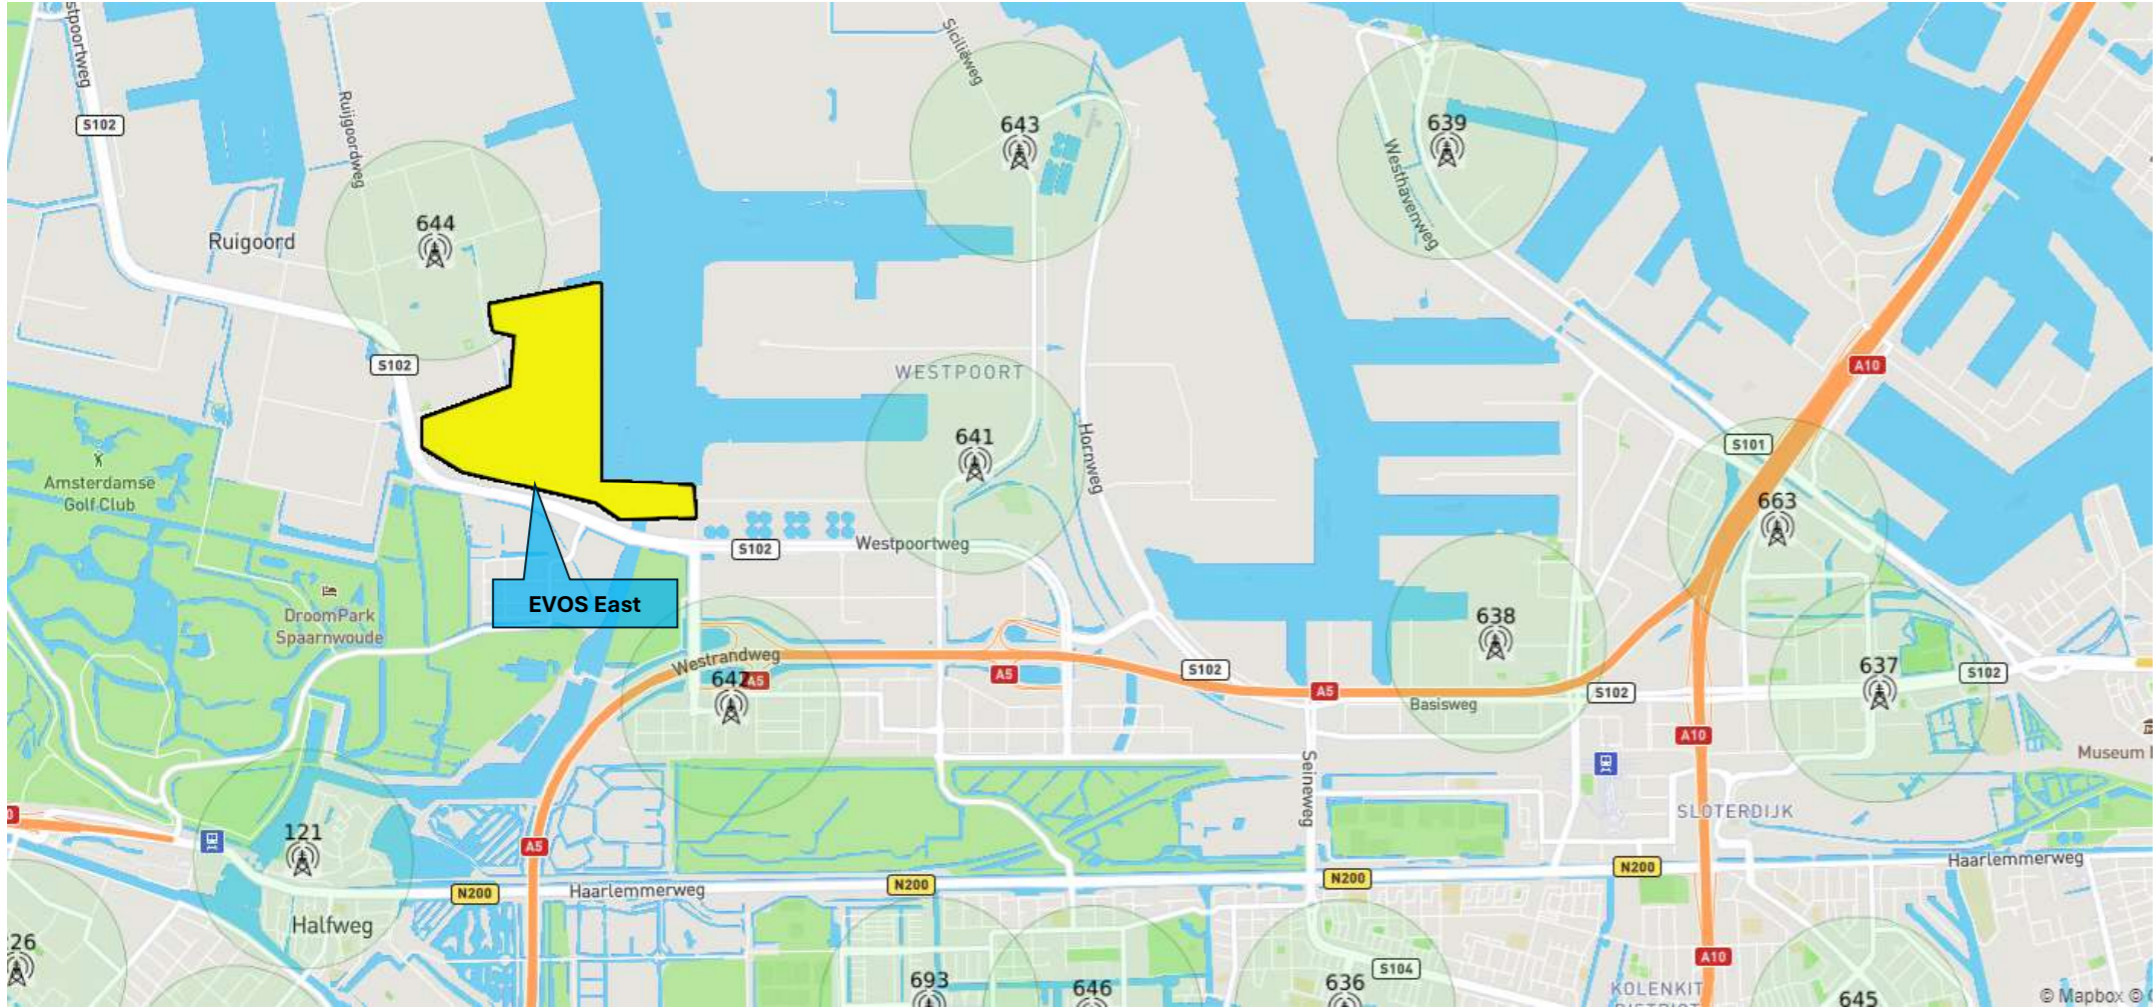 stpoortweg
Siciliëweg
S102
Ruijgoordweg
643
639
Westhavenweg
644
Ruigoord
S102
A10
WESTPOORT
641
Hornweg
S101
Amsterdamse
Golf Club
663
S102
Westpoortweg
EVOS East
DroomPark
Spaarnwoude
638
Westrandweg
642
A5
A5
S102
A5
S102
Basisweg
637
S102
A10
Museum
Seineweg
SLOTERDIJK
0
121
A5
N200
Haarlemmerweg
N200
N200
N200
Haarlemmerweg
Halfweg
26
693
646
636
S104
A10
KOLENKIT
DISTRICT
645
© Mapbox ©